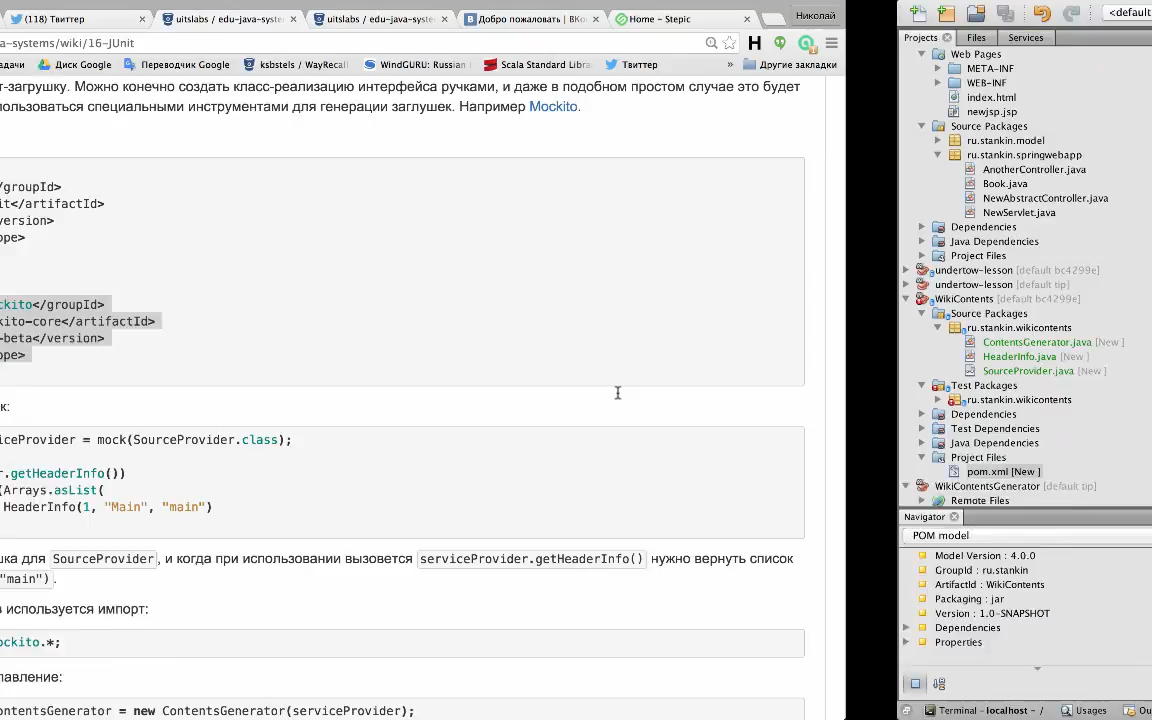 (128) Твиттер
uitslabs / edu-java-syste
uitslabs / edu-java-syste
Добро пожаловать | ВКо
Home – Stepic
Николай
a-systems/wiki/16-JUnit
адачи
Диск Google
Переводчик Google
ksbstels / WayRecall
WindGURU: Russian
Scala Standard Libra
Твиттер
»
Другие закладки
т-загрузку. Можно конечно создать класс-реализацию интерфейса ручками, и даже в подобном простом случае это будет
пользоваться специальными инструментами для генерации заглушек. Например Mockito.
/groupId>
it</artifactId>
version>
ope>
ckito</groupId>
kito-core</artifactId>
-beta</version>
ope>
к:
iceProvider = mock(SourceProvider.class);
r.getHeaderInfo())
(Arrays.asList(
HeaderInfo(1, "Main", "main")
шка для SourceProvider, и когда при использовании вызовется serviceProvider.getHeaderInfo() нужно вернуть список
"main").
в используется импорт:
ockito.*;
лавление:
ontentsGenerator = new ContentsGenerator(serviceProvider);
<default
Projects
Files
Services
Web Pages
META-INF
WEB-INF
index.html
newjsp.jsp
Source Packages
ru.stankin.model
ru.stankin.springwebapp
AnotherController.java
Book.java
NewAbstractController.java
NewServlet.java
Dependencies
Java Dependencies
Project Files
undertow-lesson [default bc4299e]
undertow-lesson [default tip]
WikiContents [default bc4299e]
Source Packages
ru.stankin.wikicontents
ContentsGenerator.java [New ]
HeaderInfo.java [New ]
SourceProvider.java [New ]
Test Packages
ru.stankin.wikicontents
Dependencies
Test Dependencies
Java Dependencies
Project Files
pom.xml [New ]
WikiContentsGenerator [default tip]
Remote Files
Navigator
POM model
Model Version : 4.0.0
GroupId : ru.stankin
ArtifactId : WikiContents
Packaging : jar
Version : 1.0-SNAPSHOT
Dependencies
Properties
Terminal - localhost - /
Usages
Ou